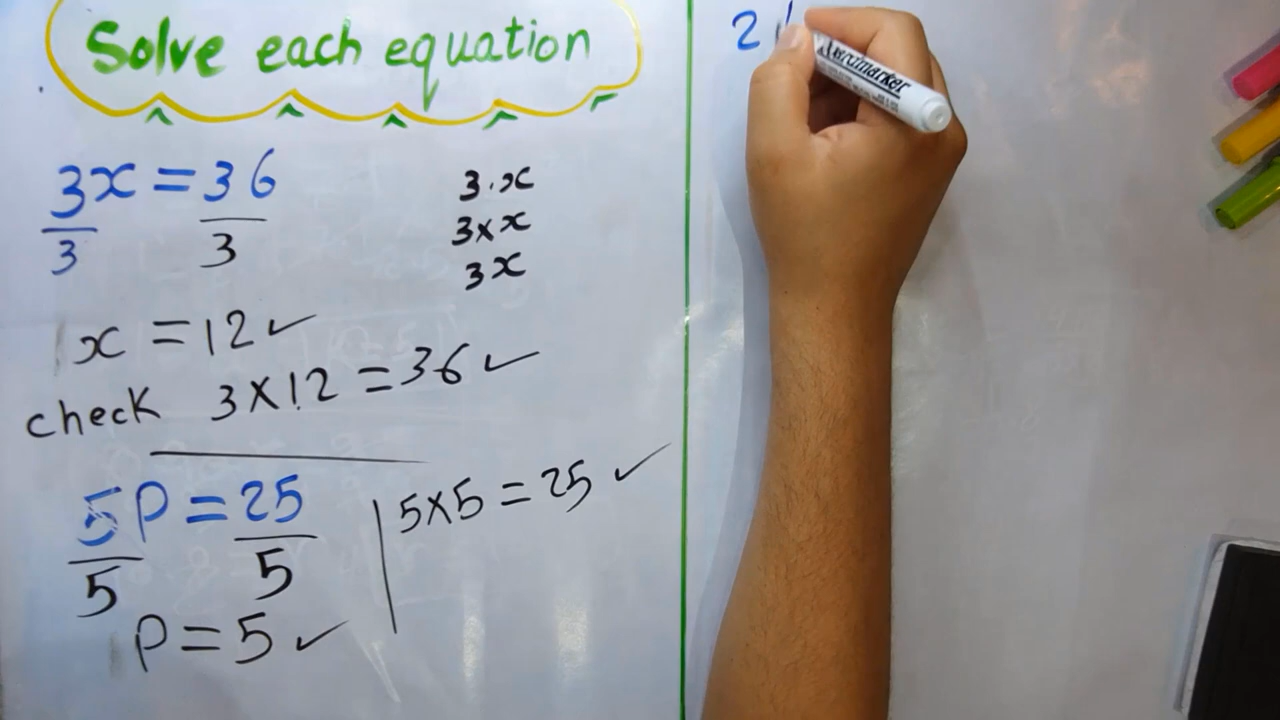 Solve each equation
3x = 36
3 3
3·x
3×x
3x
x = 12 ✓
check 3×12 = 36 ✓
5P = 25
5 5
5×5 = 25 ✓
P = 5 ✓
2